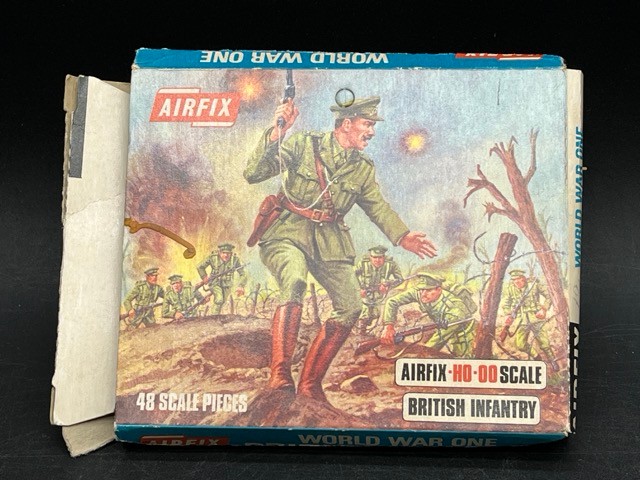 WORLD WAR ONE
AIRFIX
WORLD WAR ONE
AIRFIX·HO·OO SCALE
BRITISH INFANTRY
48 SCALE PIECES
AIRFIX
WORLD WAR ONE